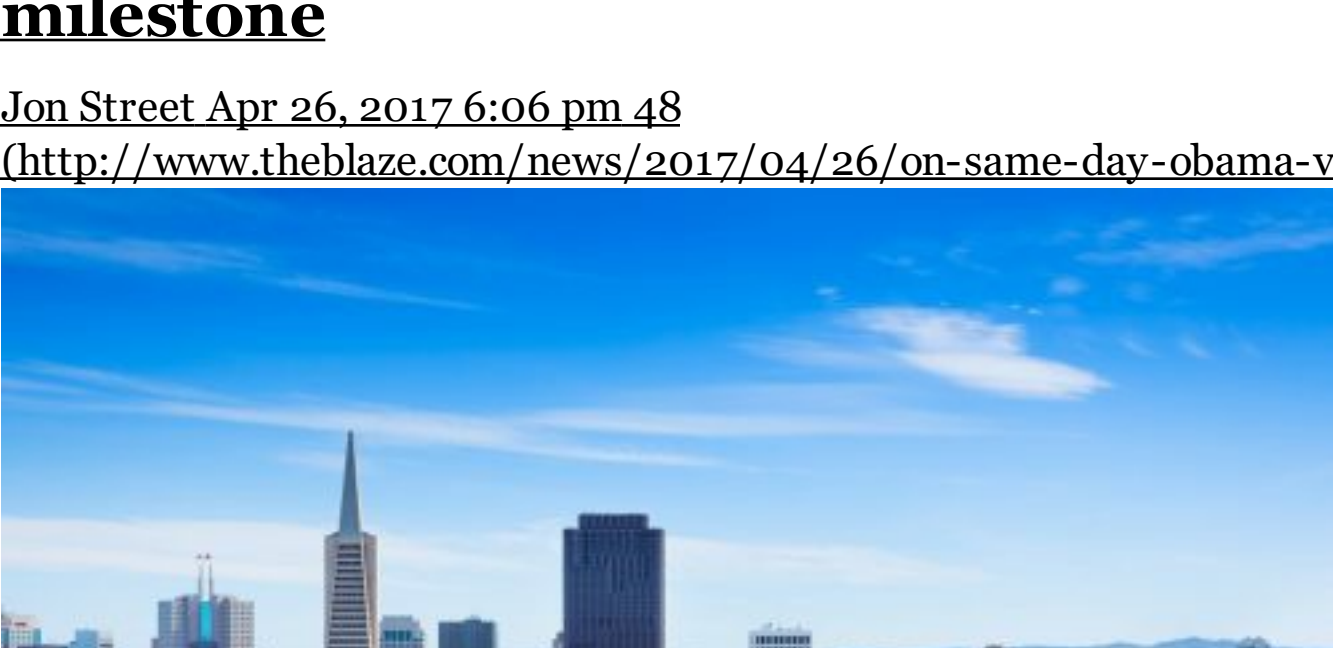 milestone
Jon Street Apr 26, 2017 6:06 pm 48
(http://www.theblaze.com/news/2017/04/26/on-same-day-obama-v